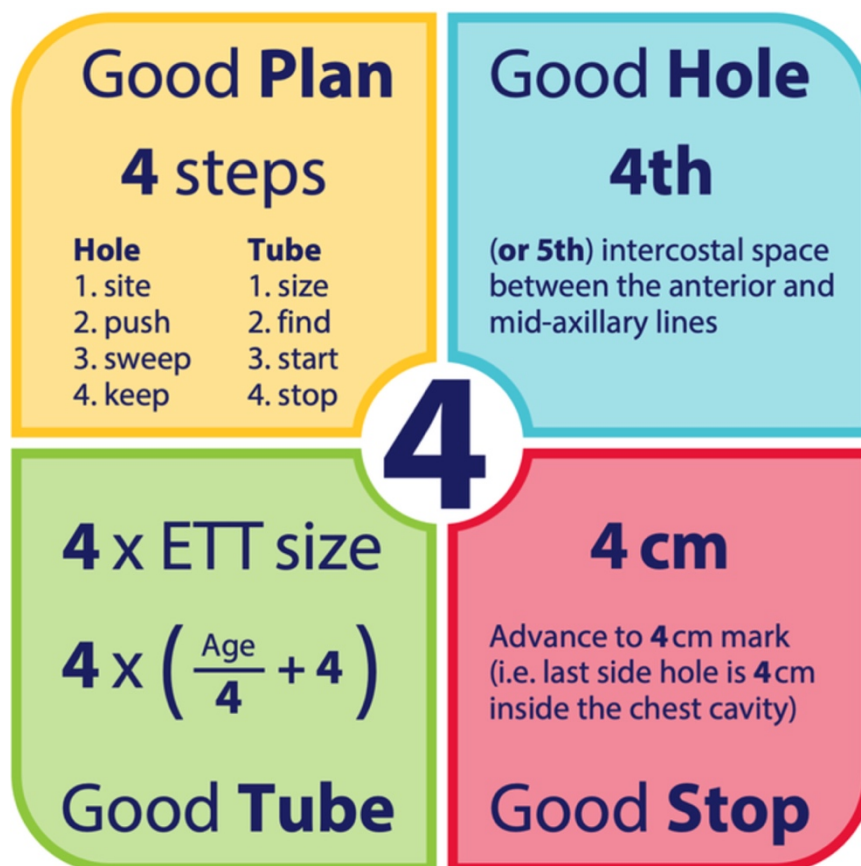 Good Plan
4 steps
Hole
1. site
2. push
3. sweep
4. keep
Tube
1. size
2. find
3. start
4. stop
Good Hole
4th
(or 5th) intercostal space
between the anterior and
mid-axillary lines
4
4 x ETT size
4 x ( Age/4 + 4 )
Good Tube
4 cm
Advance to 4 cm mark
(i.e. last side hole is 4 cm
inside the chest cavity)
Good Stop